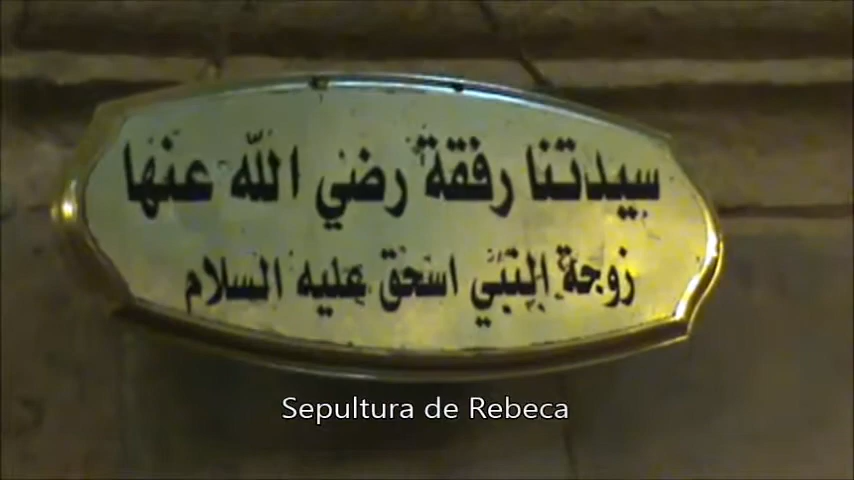 سيدتنا رفقة رضي الله عنها
زوجة النبي اسحق عليه السلام
Sepultura de Rebeca